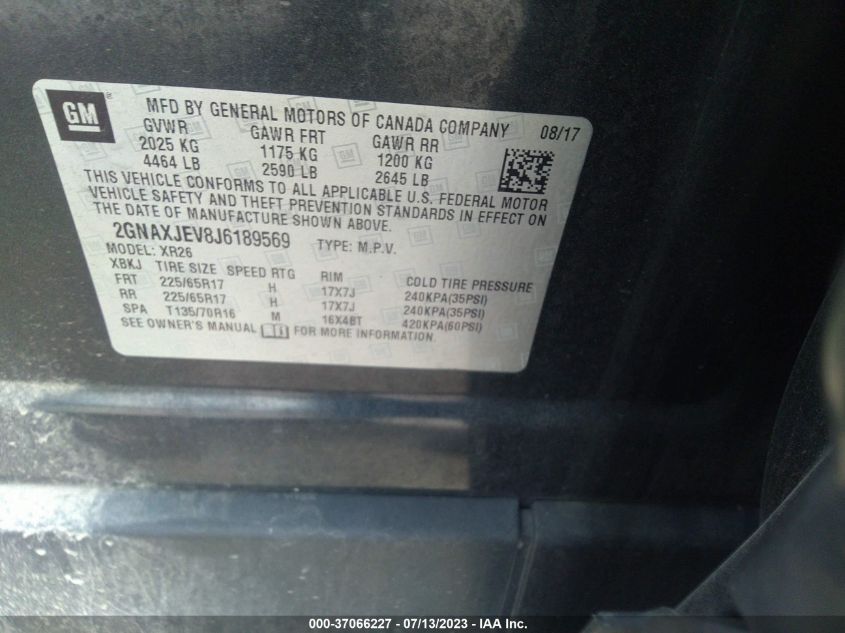 GM ®
MFD BY GENERAL MOTORS OF CANADA COMPANY 08/17
GVWR GAWR FRT GAWR RR
2025 KG 1175 KG 1200 KG
4464 LB 2590 LB 2645 LB
THIS VEHICLE CONFORMS TO ALL APPLICABLE U.S. FEDERAL MOTOR
VEHICLE SAFETY AND THEFT PREVENTION STANDARDS IN EFFECT ON
THE DATE OF MANUFACTURE SHOWN ABOVE.
2GNAXJEV8J6189569 TYPE: M.P.V.
MODEL: XR26
XBKJ TIRE SIZE SPEED RTG RIM COLD TIRE PRESSURE
FRT 225/65R17 H 17X7J 240KPA(35PSI)
RR 225/65R17 H 17X7J 240KPA(35PSI)
SPA T135/70R16 M 16X4BT 420KPA(60PSI)
SEE OWNER'S MANUAL FOR MORE INFORMATION.
000-37066227 - 07/13/2023 - IAA Inc.